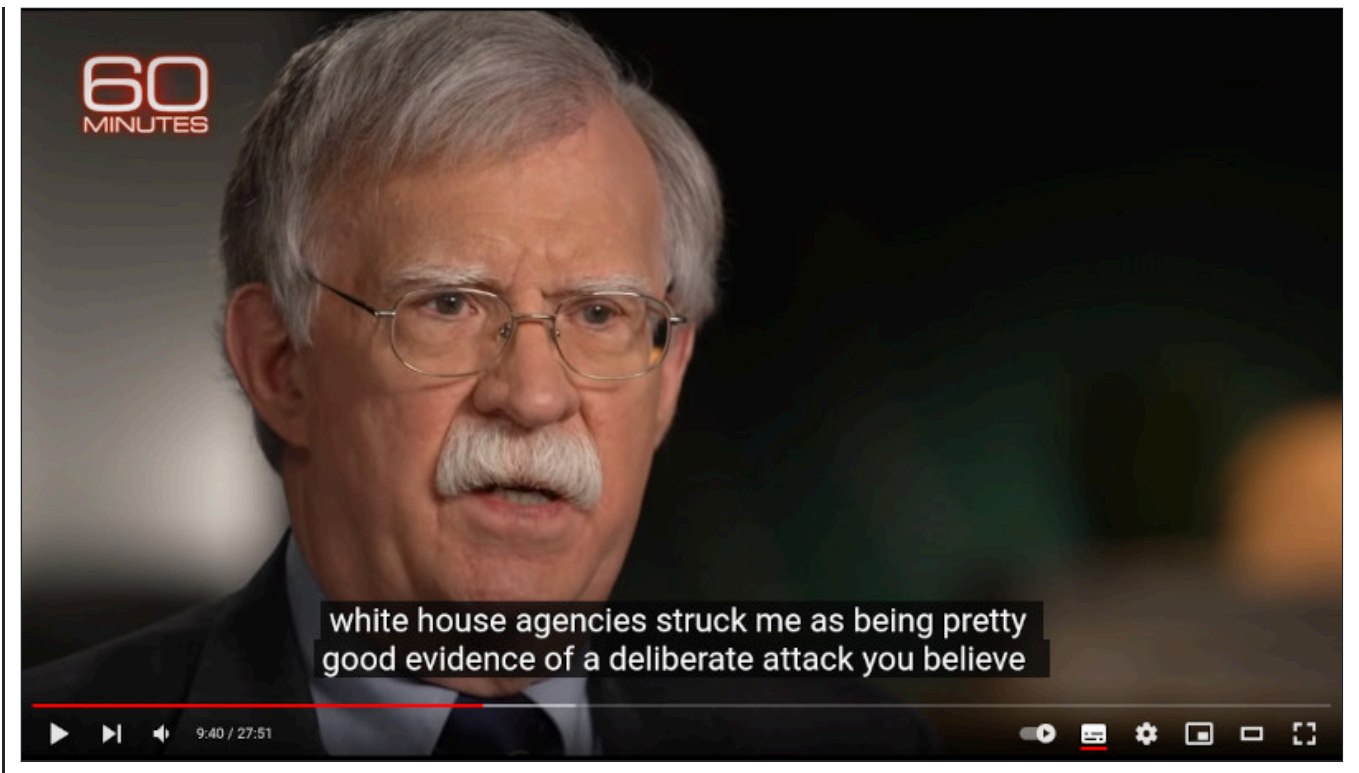 60
MINUTES
white house agencies struck me as being pretty
good evidence of a deliberate attack you believe
9:40 / 27:51